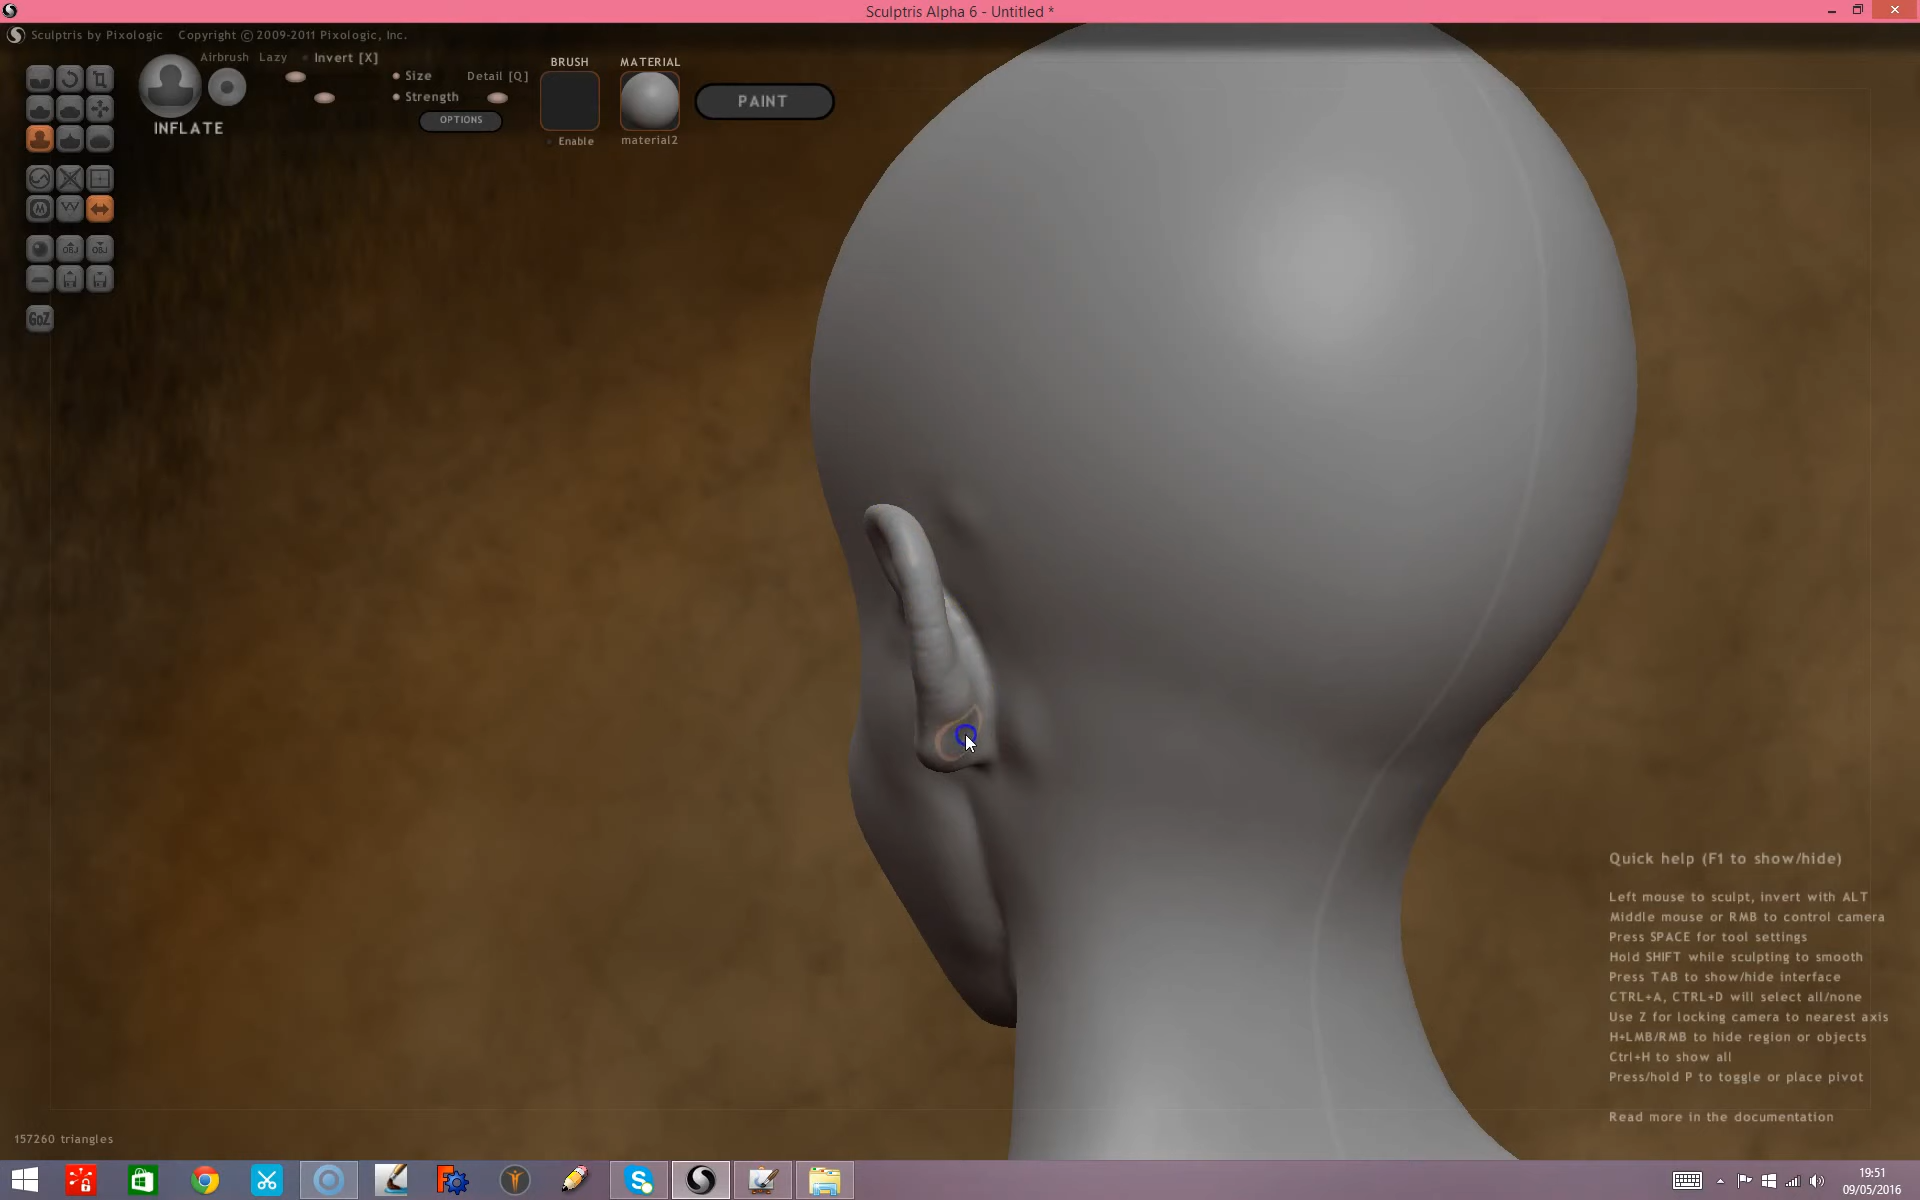 Sculptris Alpha 6 - Untitled *
Sculptris by Pixologic Copyright © 2009-2011 Pixologic, Inc.
Airbrush Lazy Invert [X]
Size Detail [Q]
Strength
OPTIONS
INFLATE
BRUSH
Enable
MATERIAL
material2
PAINT
OBJ OBJ
GoZ
Quick help (F1 to show/hide)
Left mouse to sculpt, invert with ALT
Middle mouse or RMB to control camera
Press SPACE for tool settings
Hold SHIFT while sculpting to smooth
Press TAB to show/hide interface
CTRL+A, CTRL+D will select all/none
Use Z for locking camera to nearest axis
H+LMB/RMB to hide region or objects
Ctrl+H to show all
Press/hold P to toggle or place pivot
Read more in the documentation
157260 triangles
19:51
09/05/2016